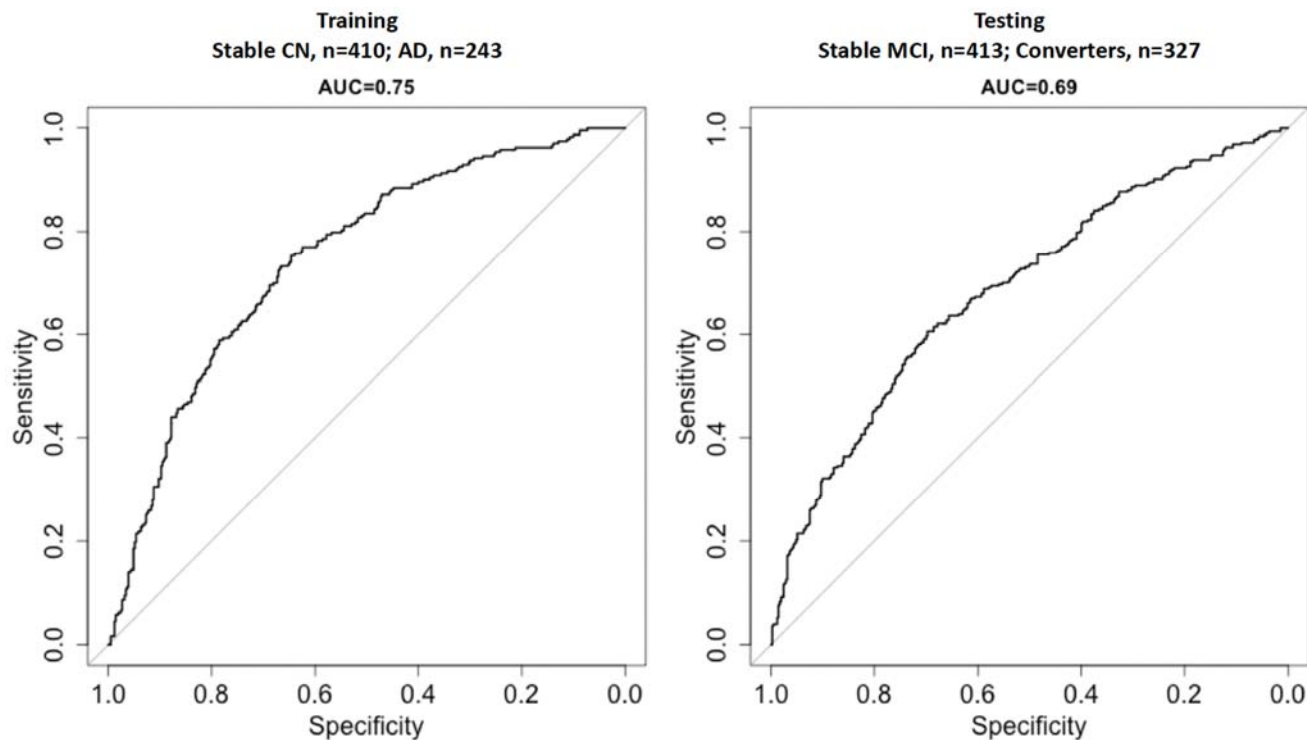 Training
Stable CN, n=410; AD, n=243
AUC=0.75
1.0
0.8
0.6
0.4
0.2
0.0
Sensitivity
1.0
0.8
0.6
0.4
0.2
0.0
Specificity
Testing
Stable MCI, n=413; Converters, n=327
AUC=0.69
1.0
0.8
0.6
0.4
0.2
0.0
Sensitivity
1.0
0.8
0.6
0.4
0.2
0.0
Specificity